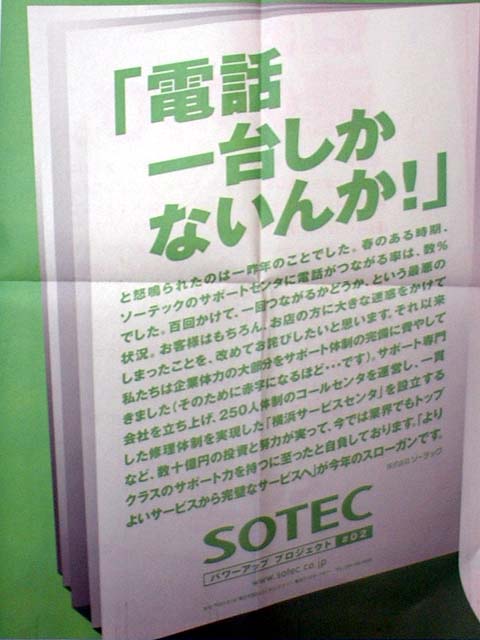 「電話
一台しか
ないんか!」
と怒鳴られたのは一昨年のことでした。春のある時期、
ソーテックのサポートセンタに電話がつながる率は、数%
でした。百回かけて、一回つながるかどうか、という最悪の
状況。お客様はもちろん、お店の方に大きな迷惑をかけて
しまったことを、改めてお詫びしたいと思います。それ以来
私たちは企業体力の大部分をサポート体制の完備に費やして
きました(そのために赤字になるほど・・・です)。サポート専門
会社を立ち上げ、250人体制のコールセンタを運営し、一貫
した修理体制を実現した「横浜サービスセンタ」を設立する
など、数十億円の投資と努力が実って、今では業界でもトップ
クラスのサポート力を持つに至ったと自負しております。「より
よいサービスから完璧なサービスへ」が今年のスローガンです。
株式会社ソーテック
SOTEC
パワーアップ プロジェクト #02
www.sotec.co.jp